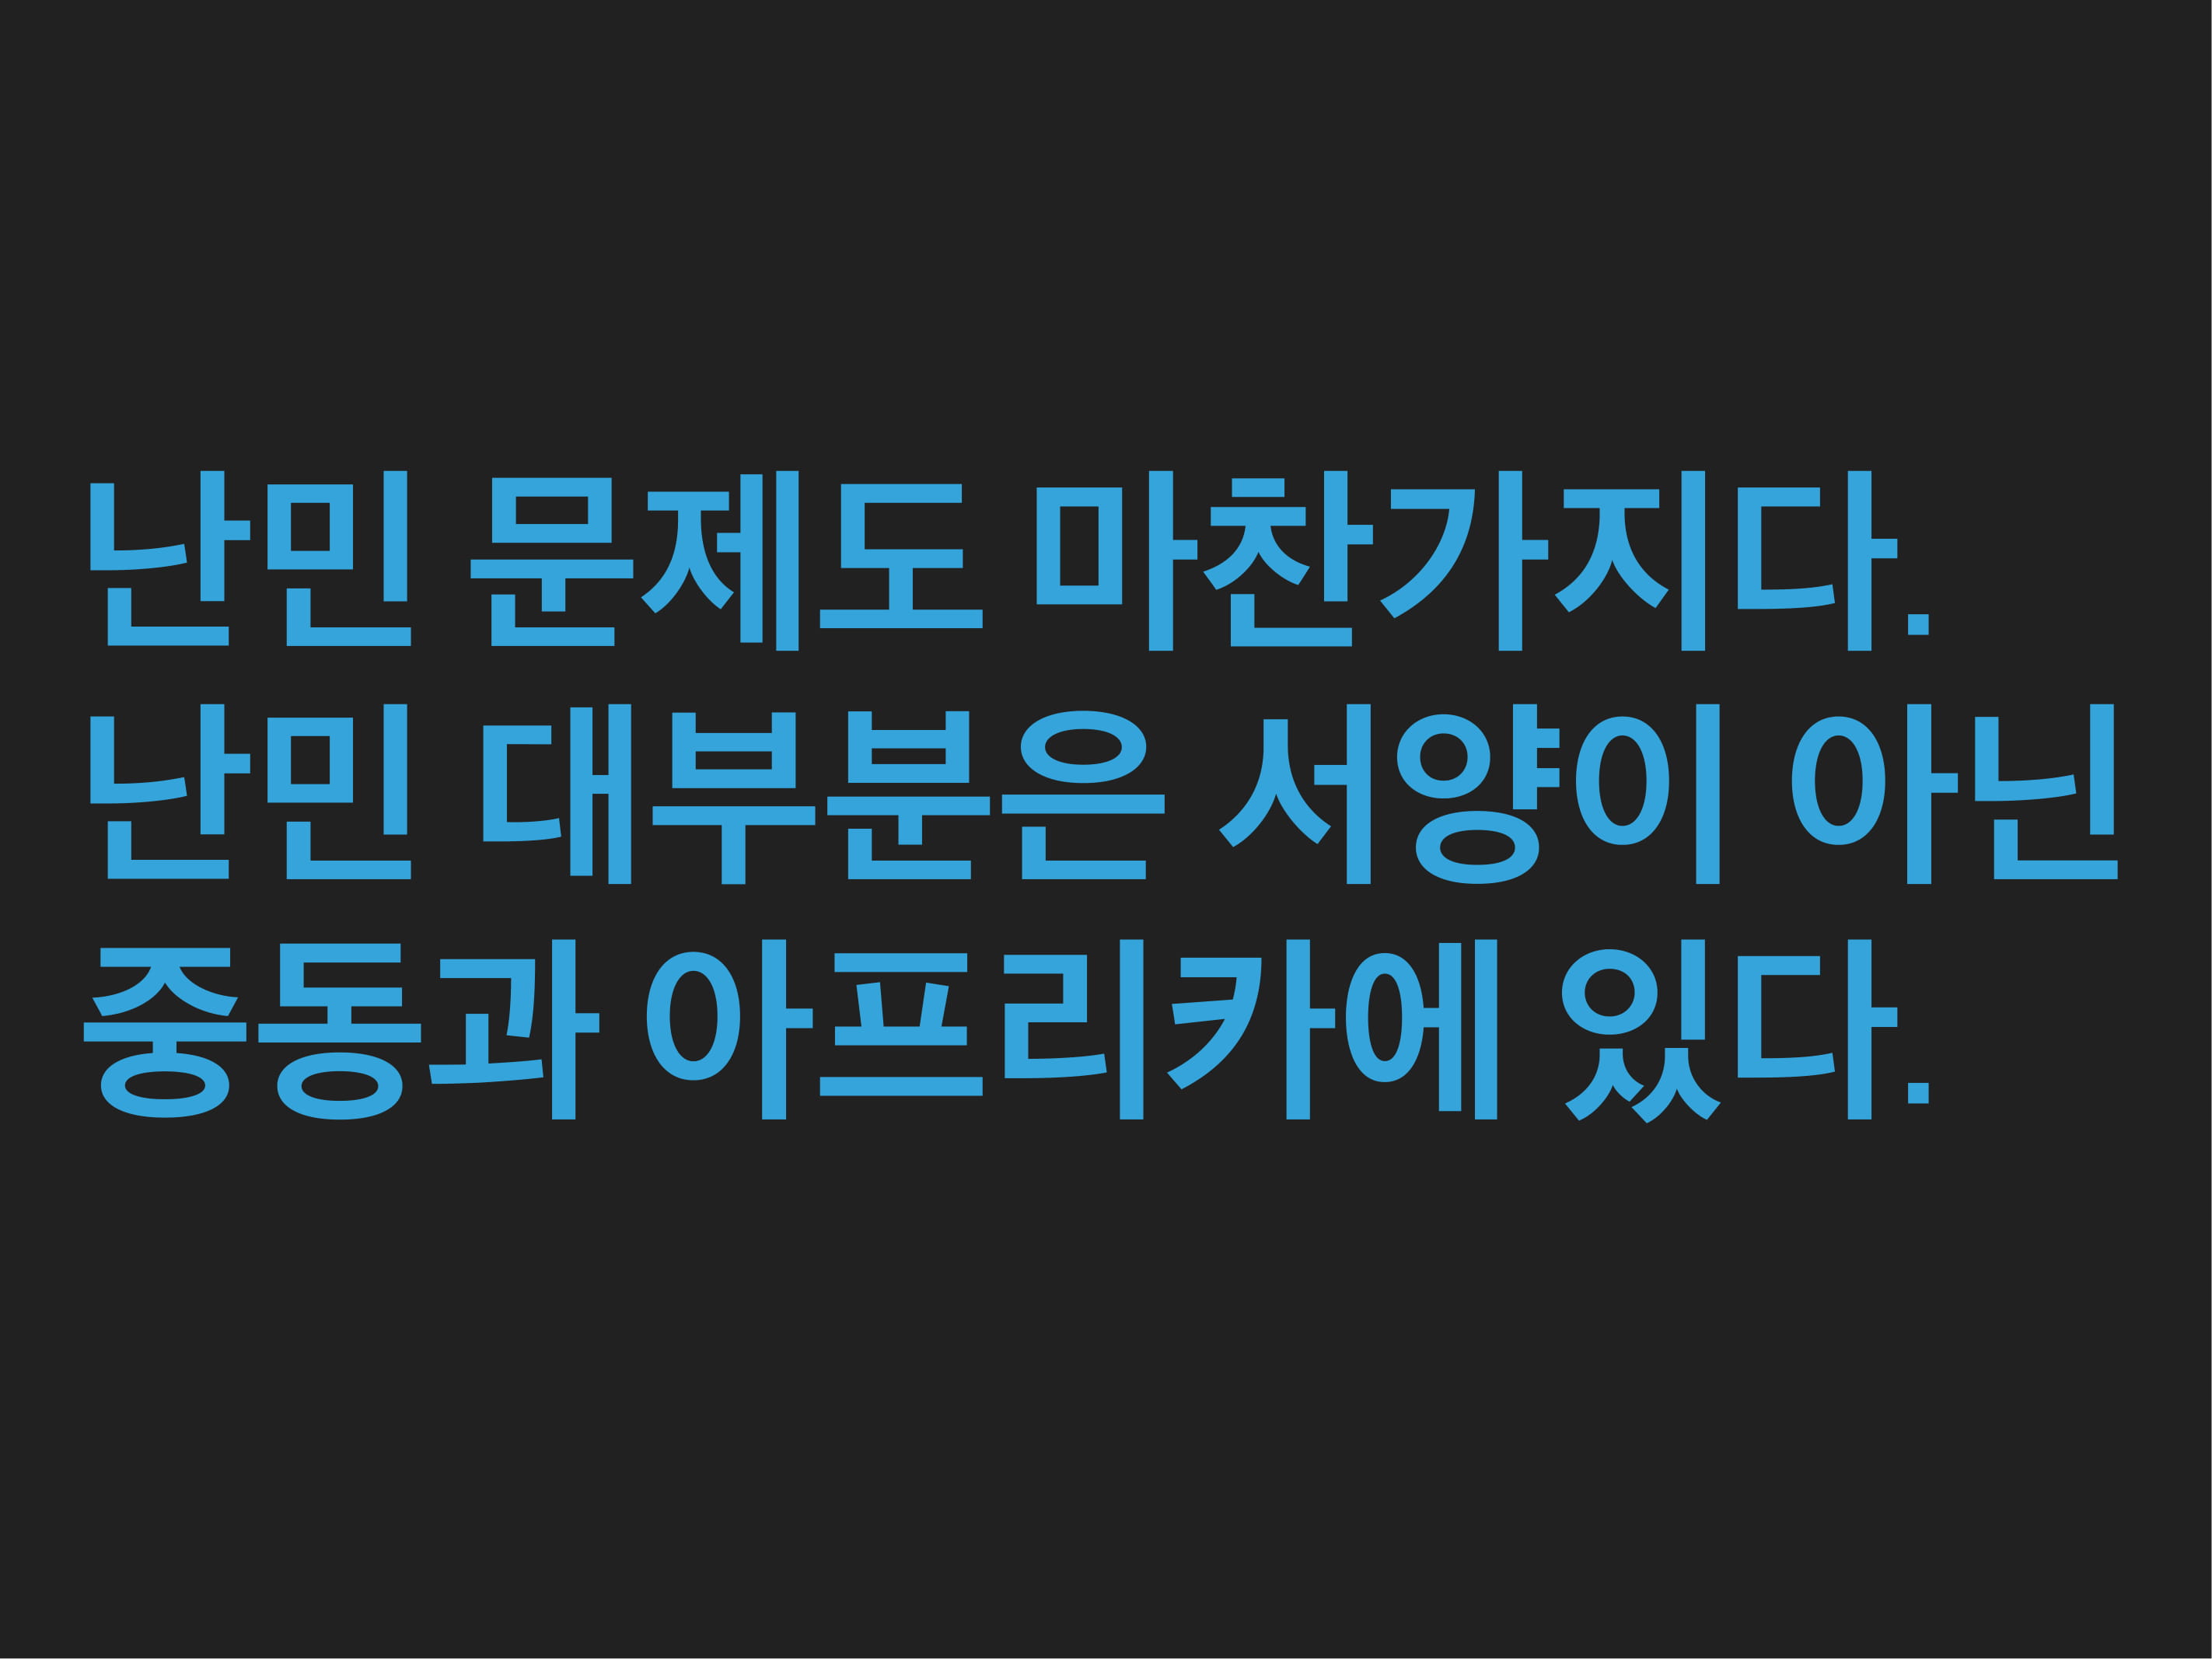 난민 문제도 마찬가지다.
난민 대부분은 서양이 아닌
중동과 아프리카에 있다.